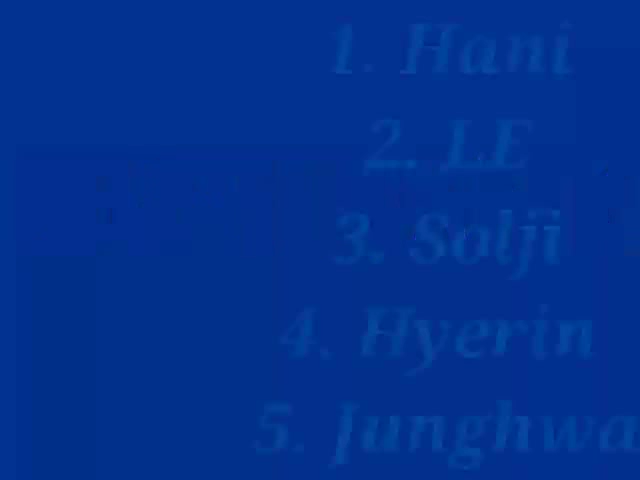 1. Hani
2. LE
3. Solji
4. Hyerin
5. Junghwa